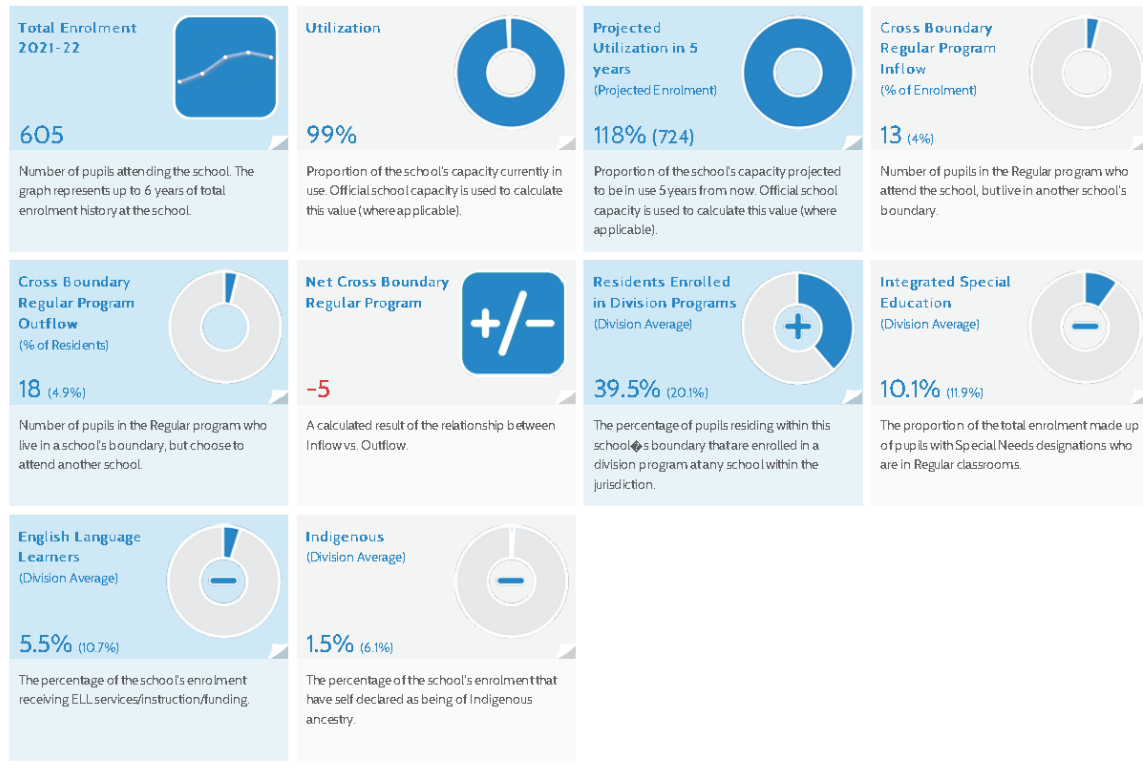 Total Enrolment
2021-22
605
Number of pupils attending the school. The
graph represents up to 6 years of total
enrolment history at the school.
Utilization
99%
Proportion of the school's capacity currently in
use. Official school capacity is used to calculate
this value (where applicable).
Projected
Utilization in 5
years
(Projected Enrolment)
118% (724)
Proportion of the school's capacity projected
to be in use 5 years from now. Official school
capacity is used to calculate this value (where
applicable).
Cross Boundary
Regular Program
Inflow
(% of Enrolment)
13 (4%)
Number of pupils in the Regular program who
attend the school, but live in another school's
boundary.
Cross Boundary
Regular Program
Outflow
(% of Residents)
18 (4.9%)
Number of pupils in the Regular program who
live in a school's boundary, but choose to
attend another school.
Net Cross Boundary
Regular Program
+/−
-5
A calculated result of the relationship between
Inflow vs. Outflow.
Residents Enrolled
in Division Programs
(Division Average)
+
39.5% (20.1%)
The percentage of pupils residing within this
school�s boundary that are enrolled in a
division program at any school within the
jurisdiction.
Integrated Special
Education
(Division Average)
−
10.1% (11.9%)
The proportion of the total enrolment made up
of pupils with Special Needs designations who
are in Regular classrooms.
English Language
Learners
(Division Average)
−
5.5% (10.7%)
The percentage of the school's enrolment
receiving ELL services/instruction/funding.
Indigenous
(Division Average)
−
1.5% (6.1%)
The percentage of the school's enrolment that
have self declared as being of Indigenous
ancestry.